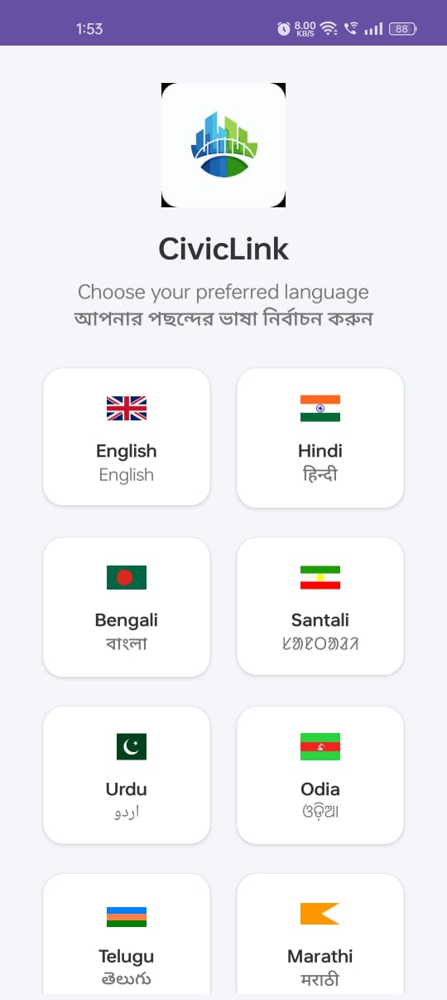 1:53
8.00
KB/S
88
CivicLink
Choose your preferred language
আপনার পছন্দের ভাষা নির্বাচন করুন
English
English
Hindi
हिन्दी
Bengali
বাংলা
Santali
ᱥᱟᱱᱛᱟᱲᱤ
Urdu
اردو
Odia
ଓଡ଼ିଆ
Telugu
తెలుగు
Marathi
मराठी